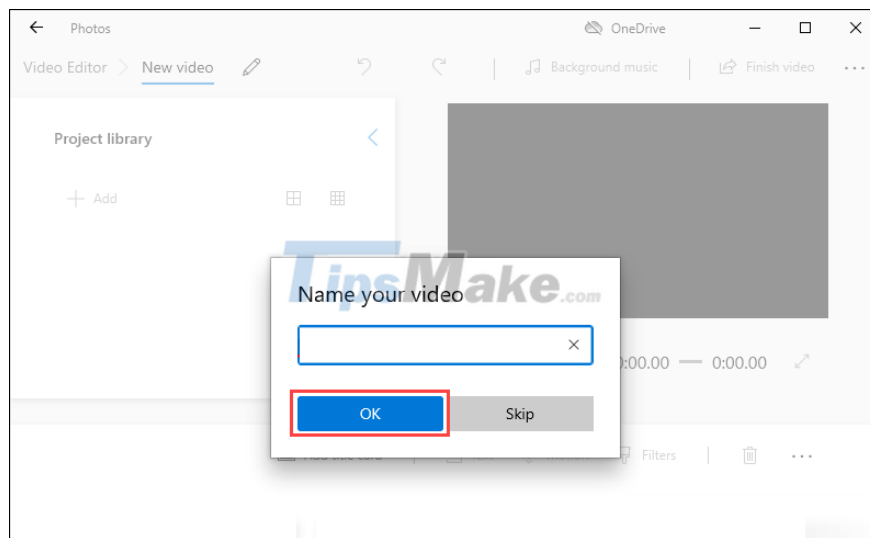 Photos
OneDrive
Video Editor
New video
Background music
Finish video
Project library
Add
TipsMake.com
Name your video
OK
Skip
:00.00
0:00.00
Filters